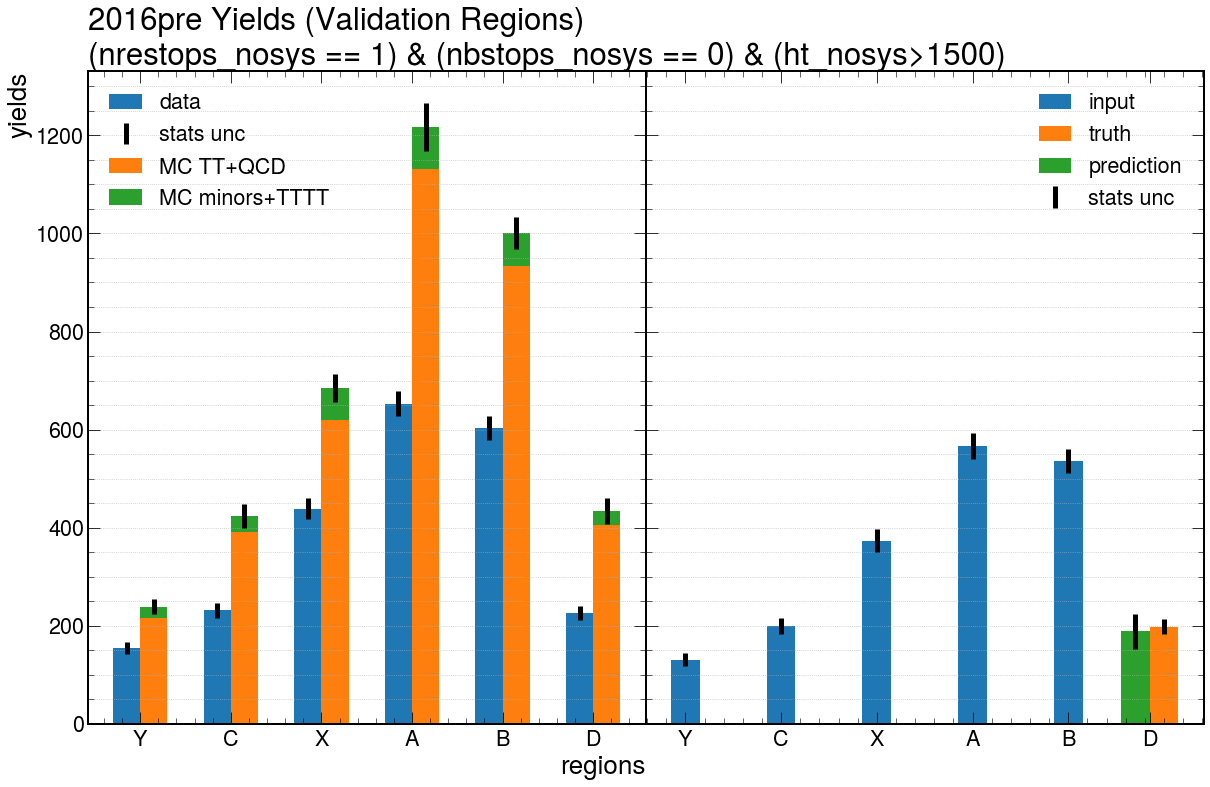 2016pre Yields (Validation Regions)
(nrestops_nosys == 1) & (nbstops_nosys == 0) & (ht_nosys>1500)
yields
data
stats unc
MC TT+QCD
MC minors+TTTT
input
truth
prediction
stats unc
1200
1000
800
600
400
200
0
Y C X A B D
Y C X A B D
regions